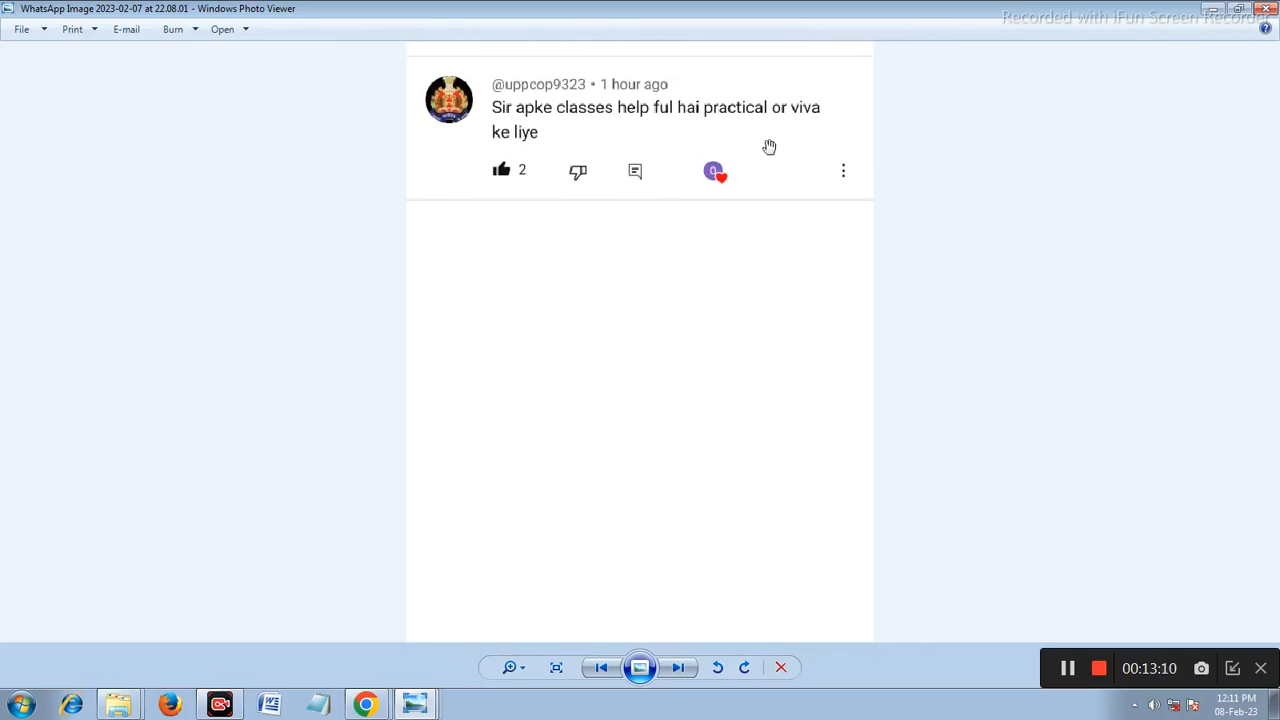 WhatsApp Image 2023-02-07 at 22.08.01 - Windows Photo Viewer
Recorded with iFun Screen Recorder
File Print E-mail Burn Open
@uppcop9323 • 1 hour ago
Sir apke classes help ful hai practical or viva
ke liye
2
00:13:10
12:11 PM
08-Feb-23